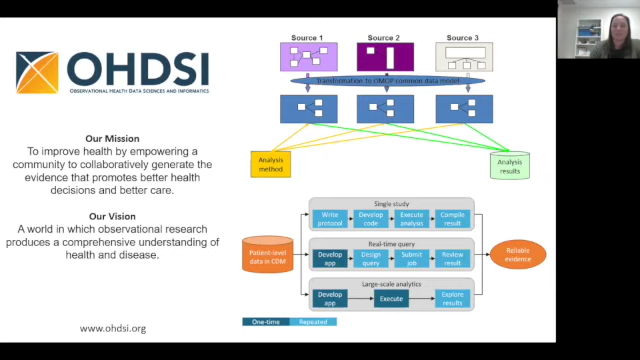 OHDSI
OBSERVATIONAL HEALTH DATA SCIENCES AND INFORMATICS
Our Mission
To improve health by empowering a
community to collaboratively generate the
evidence that promotes better health
decisions and better care.
Our Vision
A world in which observational research
produces a comprehensive understanding of
health and disease.
www.ohdsi.org
Source 1
Source 2
Source 3
Transformation to OMOP common data model
Analysis
method
Analysis
results
Single study
Write
protocol
Develop
code
Execute
analysis
Compile
result
Real-time query
Patient-level
data in CDM
Develop
app
Design
query
Submit
job
Review
result
Reliable
evidence
Large-scale analytics
Develop
app
Execute
Explore
results
One-time
Repeated